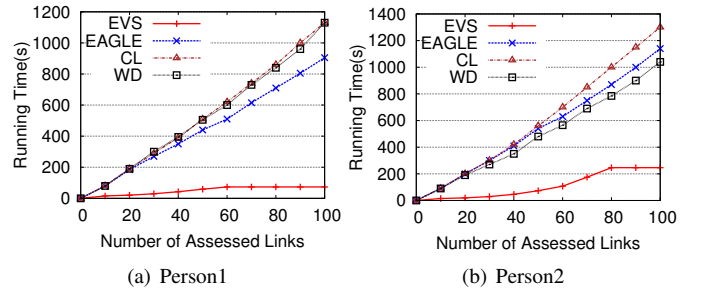 1200
1000
800
600
400
200
0
Running Time(s)
EVS
EAGLE
CL
WD
0 20 40 60 80 100
Number of Assessed Links
(a) Person1
1400
1200
1000
800
600
400
200
0
Running Time(s)
EVS
EAGLE
CL
WD
0 20 40 60 80 100
Number of Assessed Links
(b) Person2